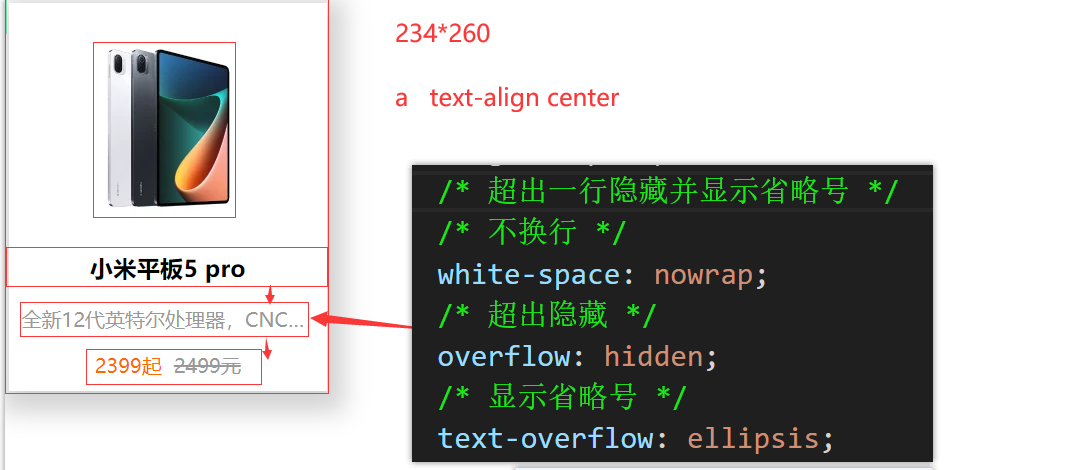 234*260
a text-align center
小米平板5 pro
全新12代英特尔处理器，CNC...
2399起 2499元
/* 超出一行隐藏并显示省略号 */
/* 不换行 */
white-space: nowrap;
/* 超出隐藏 */
overflow: hidden;
/* 显示省略号 */
text-overflow: ellipsis;